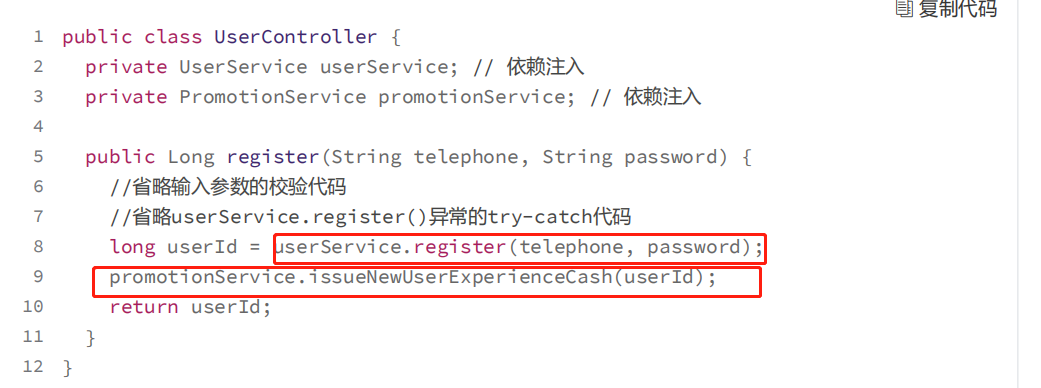 复制代码
1 public class UserController {
2   private UserService userService; // 依赖注入
3   private PromotionService promotionService; // 依赖注入
4
5   public Long register(String telephone, String password) {
6     //省略输入参数的校验代码
7     //省略userService.register()异常的try-catch代码
8     long userId = userService.register(telephone, password);
9     promotionService.issueNewUserExperienceCash(userId);
10     return userId;
11   }
12 }